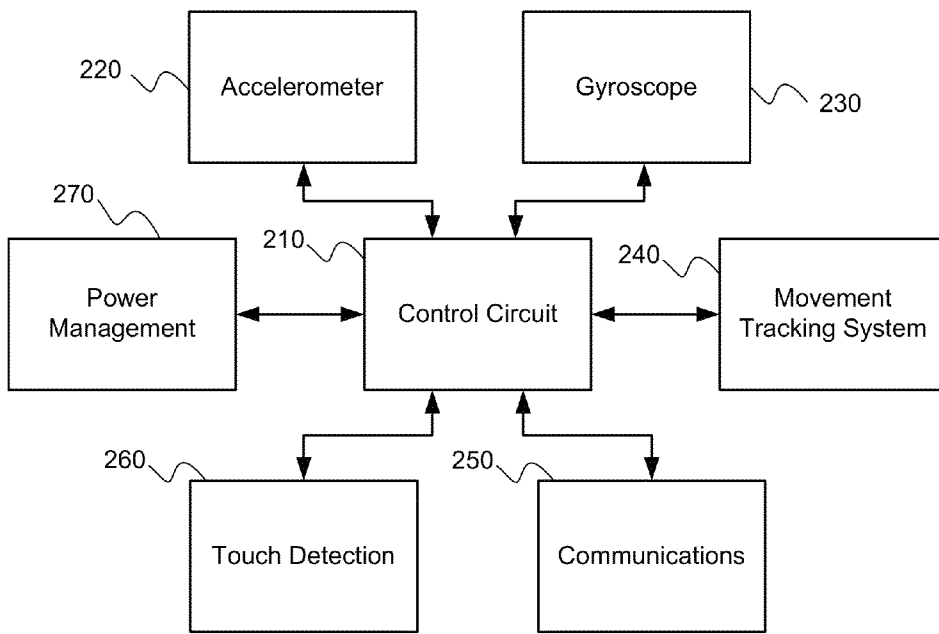 220
Accelerometer
Gyroscope
230
270
210
240
Power
Management
Control Circuit
Movement
Tracking System
260
250
Touch Detection
Communications